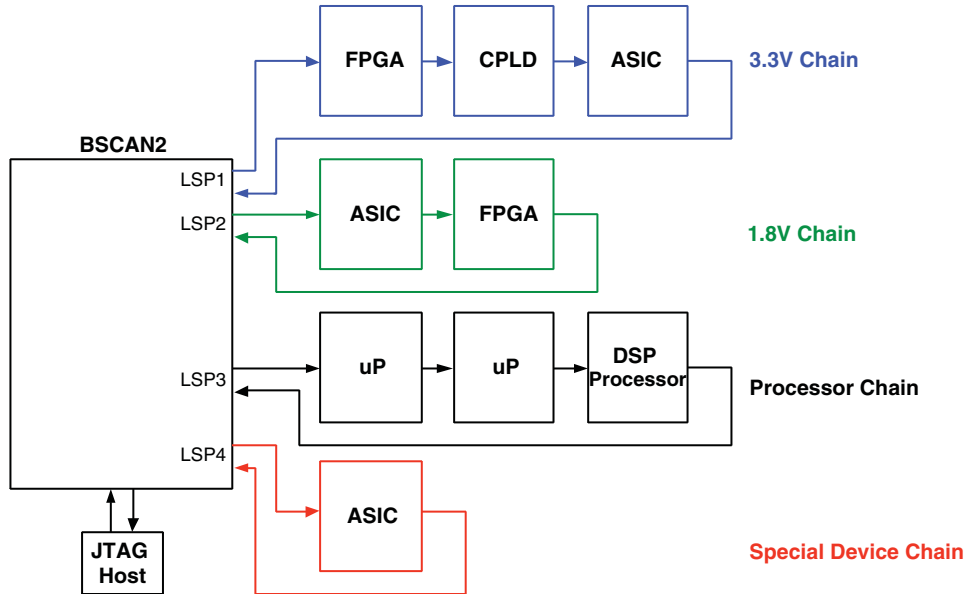 FPGA
CPLD
ASIC
3.3V Chain
BSCAN2
LSP1
LSP2
ASIC
FPGA
1.8V Chain
LSP3
uP
uP
DSP
Processor
Processor Chain
LSP4
ASIC
JTAG
Host
Special Device Chain